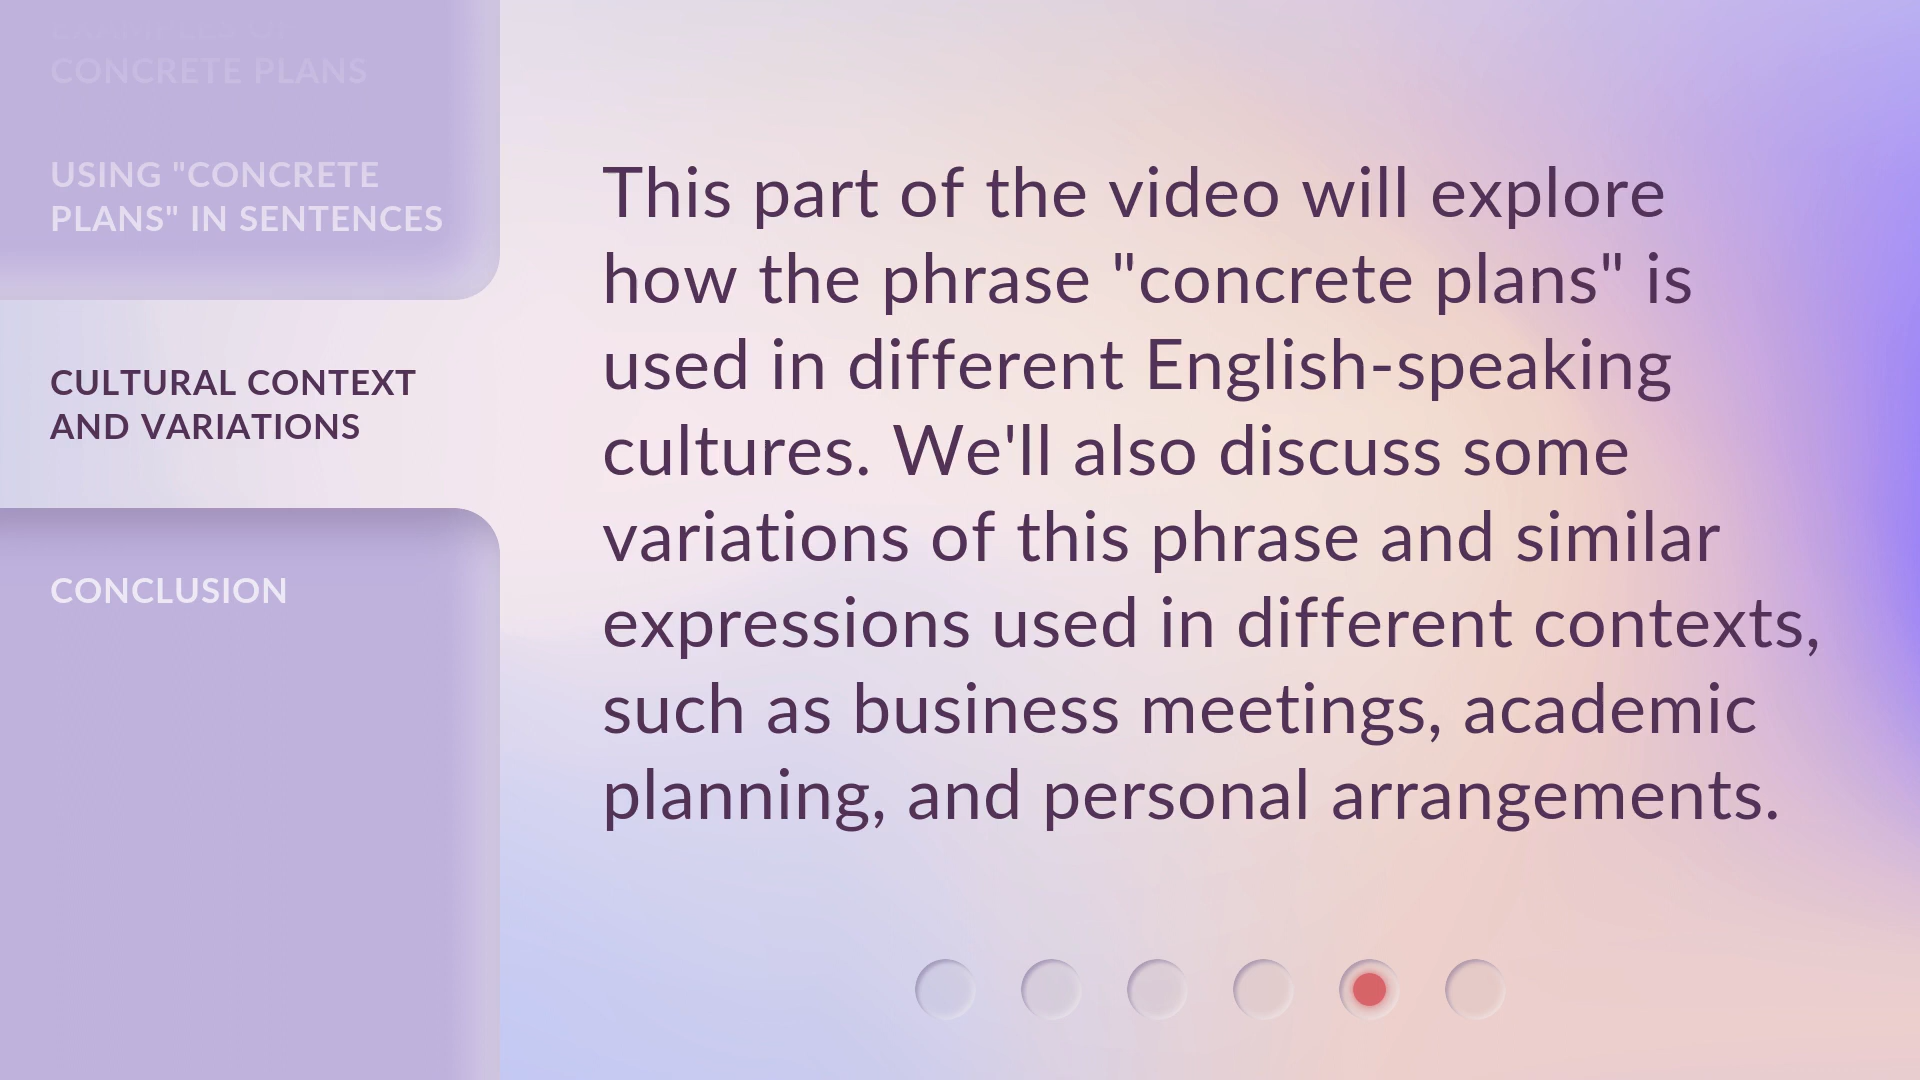 CONCRETE PLANS
USING "CONCRETE
PLANS" IN SENTENCES
CULTURAL CONTEXT
AND VARIATIONS
CONCLUSION
This part of the video will explore
how the phrase "concrete plans" is
used in different English-speaking
cultures. We'll also discuss some
variations of this phrase and similar
expressions used in different contexts,
such as business meetings, academic
planning, and personal arrangements.